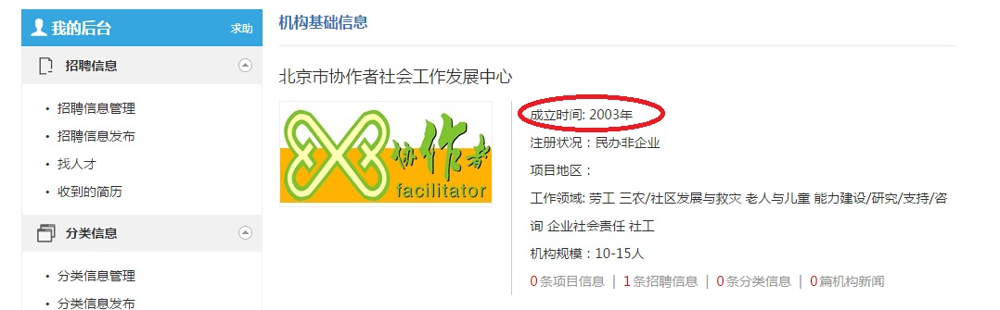 我的后台
求助
招聘信息
招聘信息管理
招聘信息发布
找人才
收到的简历
分类信息
分类信息管理
分类信息发布
机构基础信息
北京市协作者社会工作发展中心
协作者
facilitator
成立时间: 2003年
注册状况：民办非企业
项目地区：
工作领域: 劳工 三农/社区发展与救灾 老人与儿童 能力建设/研究/支持/咨
询 企业社会责任 社工
机构规模：10-15人
0条项目信息 | 1条招聘信息 | 0条分类信息 | 0篇机构新闻